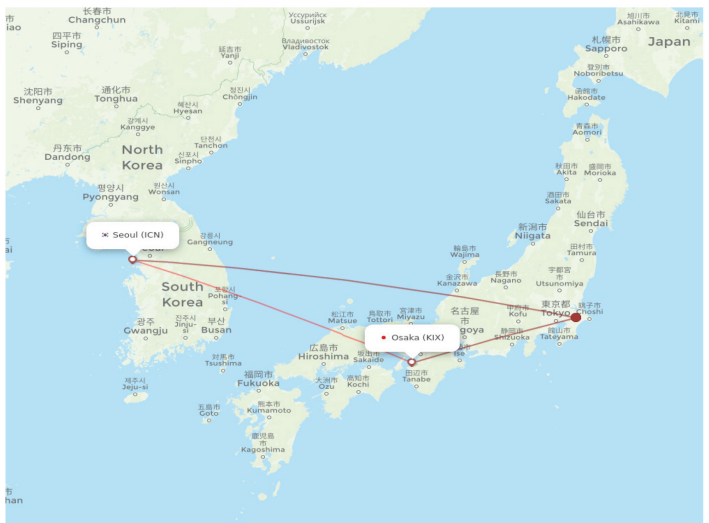 长春市
Changchun
Уссурийск
Ussurijsk
旭川市
Asahikawa
北見市
Kitami
四平市
Siping
延吉市
Yanji
Владивосток
Vladivostok
札幌市
Sapporo
Japan
沈阳市
Shenyang
通化市
Tonghua
청진시
Chŏngjin
登別市
Noboribetsu
혜산시
Hyesan
강계시
Kanggye
函館市
Hakodate
단천시
Tanchon
青森市
Aomori
丹东市
Dandong
North
Korea
신포시
Sinpho
秋田市
Akita
盛岡市
Morioka
평양시
Pyongyang
원산시
Wonsan
酒田市
Sakata
仙台市
Sendai
Seoul (ICN)
강릉시
Gangneung
新潟市
Niigata
田村市
Tamura
輪島市
Wajima
South
Korea
포항시
Pohang-
si
金沢市
Kanazawa
長野市
Nagano
宇都宮
市
Utsunomiya
光州
Gwangju
진주시
Jinju-
si
부산
Busan
松江市
Matsue
鳥取市
Tottori
宮津市
Miyazu
名古屋
市
甲府市
Kofu
東京都
Tokyo
銚子市
Choshi
Osaka (KIX)
goya
静岡市
Shizuoka
館山市
Tateyama
対馬市
Tsushima
広島市
Hiroshima
坂出市
Sakaide
Ise
제주시
Jeju-si
福岡市
Fukuoka
大洲市
Ozu
高知市
Kochi
田辺市
Tanabe
五島市
Goto
熊本市
Kumamoto
鹿児島
市
Kagoshima